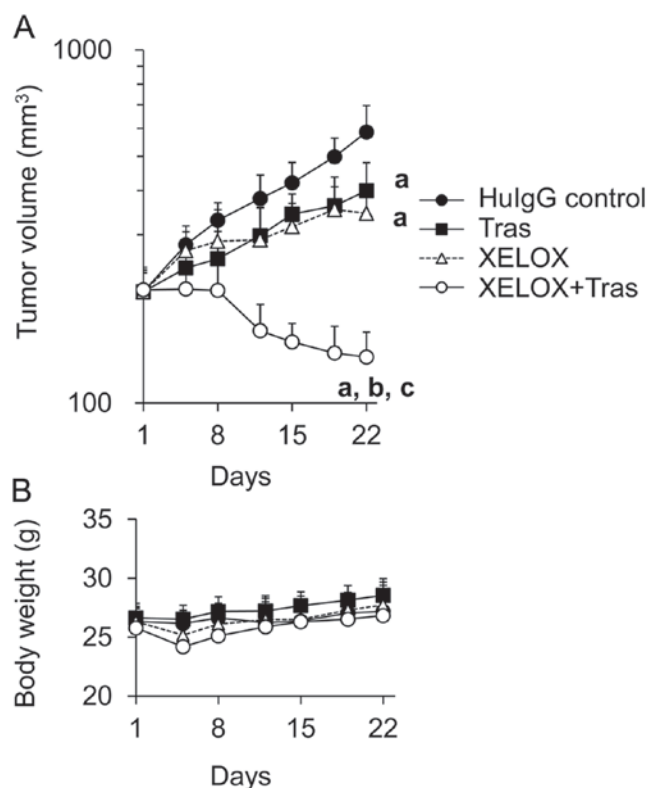 A
1000
100
Tumor volume (mm³)
1
8
15
22
Days
a
a
a, b, c
HuIgG control
Tras
XELOX
XELOX+Tras
B
35
30
25
20
Body weight (g)
1
8
15
22
Days